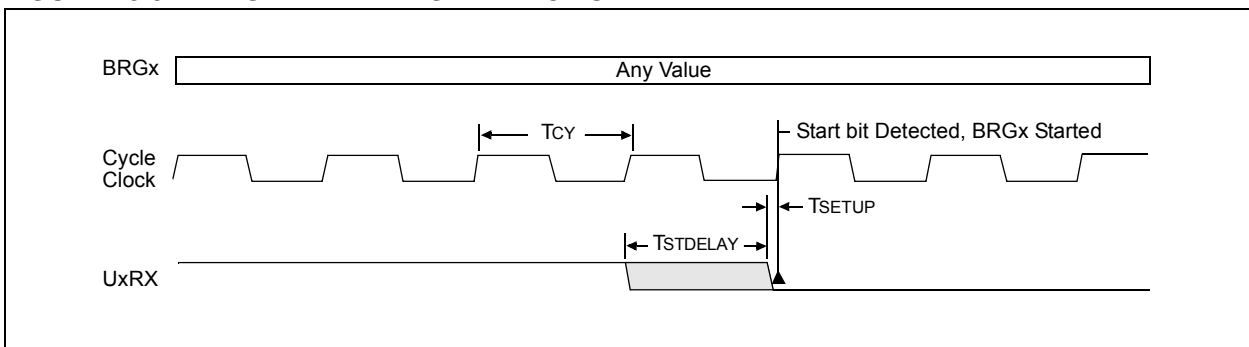 BRGx
Any Value
TCY
Start bit Detected, BRGx Started
Cycle
Clock
TSETUP
TSTDELAY
UxRX